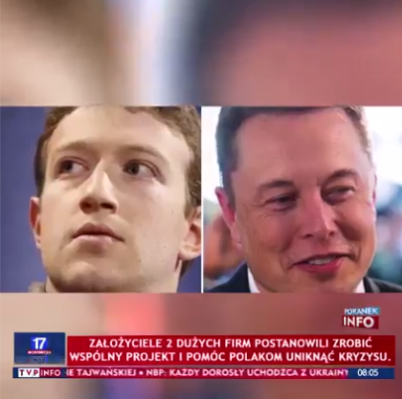 PORANEK
INFO
17
ZAŁOŻYCIELE 2 DUŻYCH FIRM POSTANOWILI ZROBIĆ
WSPÓLNY PROJEKT I POMÓC POLAKOM UNIKNĄĆ KRYZYSU.
TVP INFO IE TAJWAŃSKIEJ • NBP: KAŻDY DOROSŁY UCHODŹCA Z UKRAINY 08:05